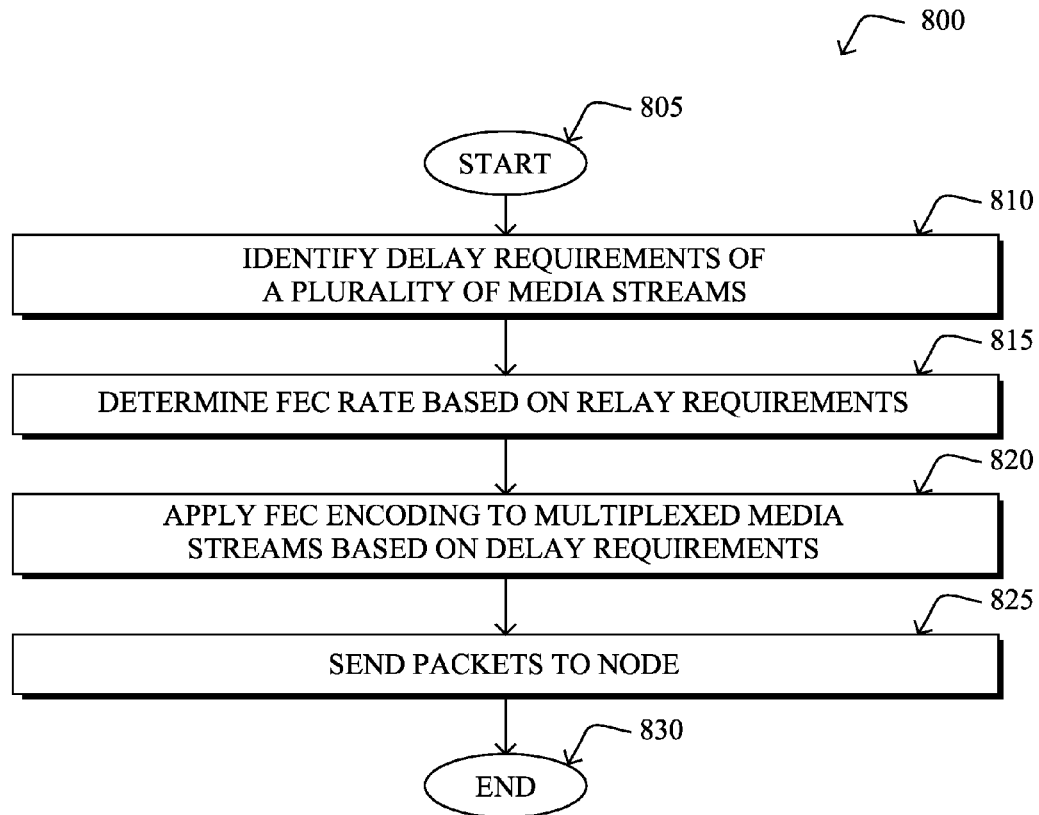 800
805
START
810
IDENTIFY DELAY REQUIREMENTS OF
A PLURALITY OF MEDIA STREAMS
815
DETERMINE FEC RATE BASED ON RELAY REQUIREMENTS
820
APPLY FEC ENCODING TO MULTIPLEXED MEDIA
STREAMS BASED ON DELAY REQUIREMENTS
825
SEND PACKETS TO NODE
830
END